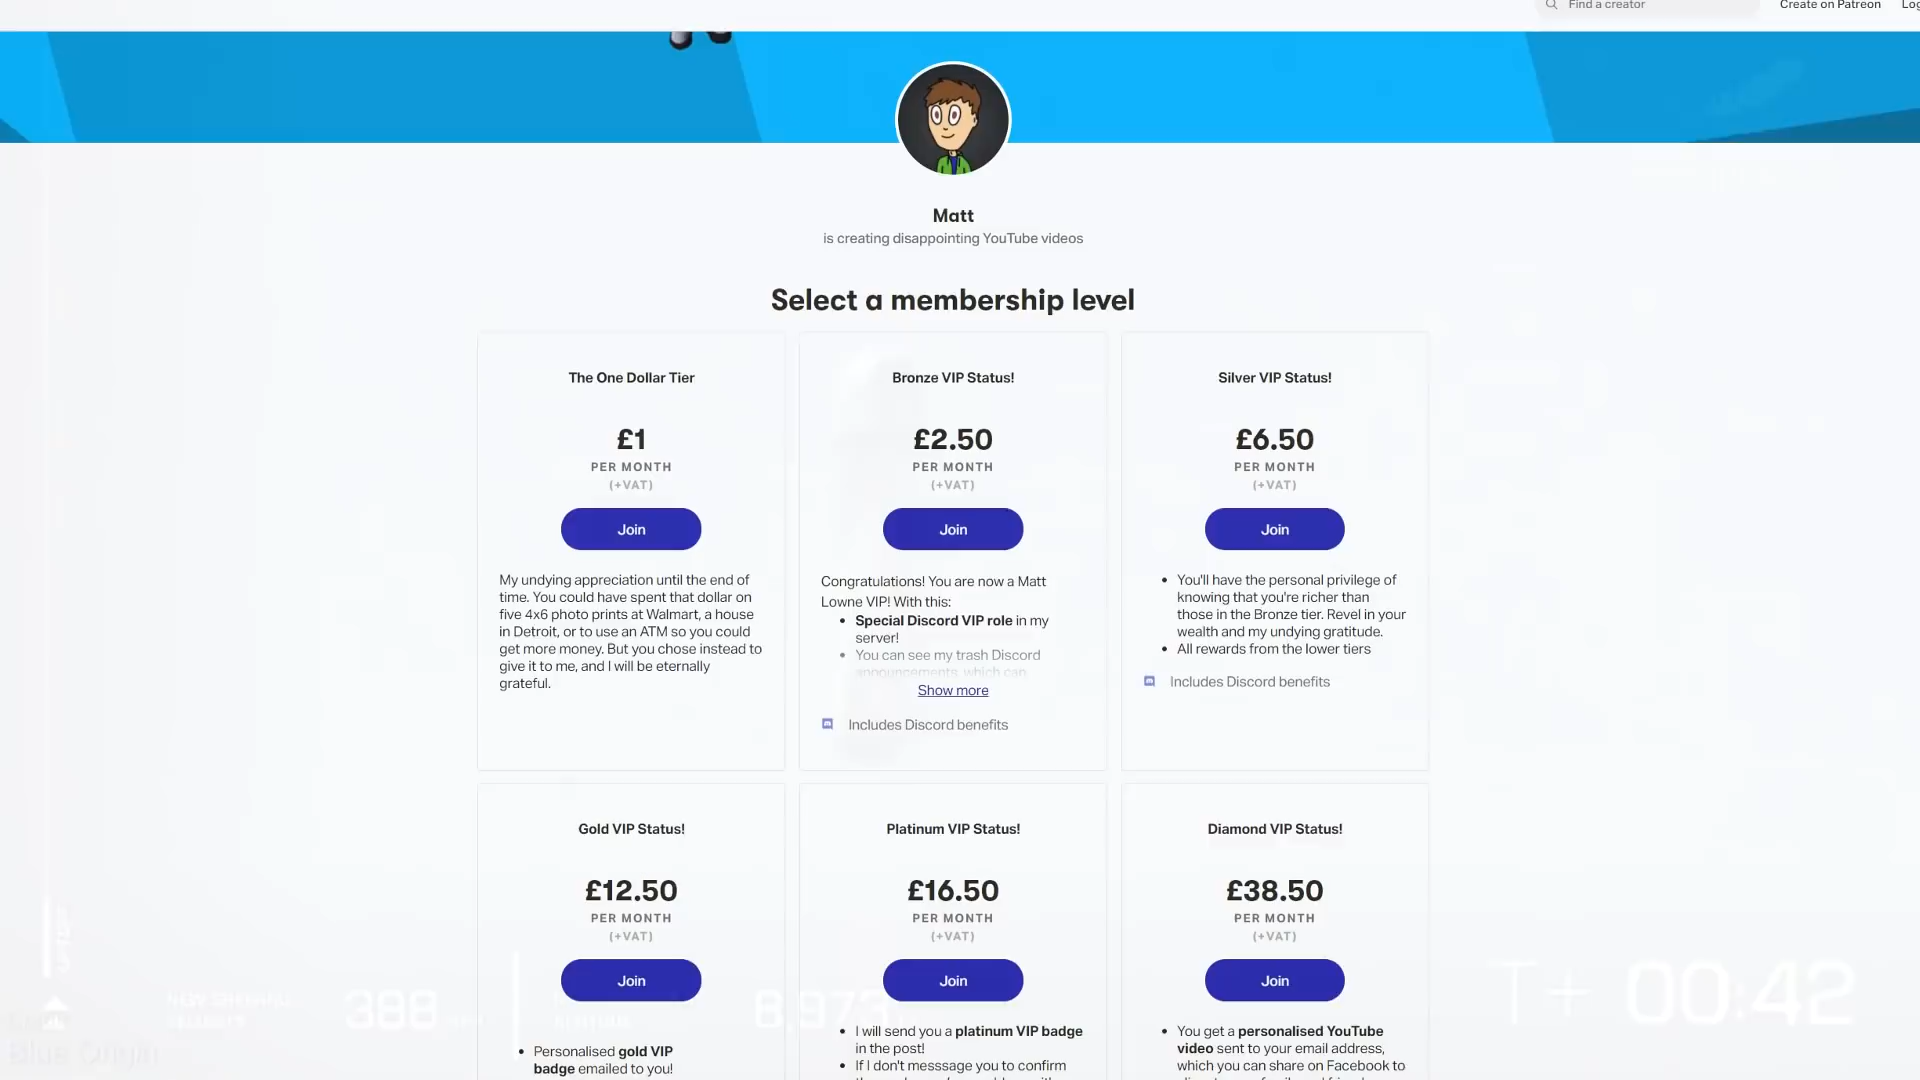 Find a creator
Create on Patreon
Matt
is creating disappointing YouTube videos
Select a membership level
The One Dollar Tier
£1
PER MONTH
(+VAT)
Join
My undying appreciation until the end of
time. You could have spent that dollar on
five 4x6 photo prints at Walmart, a house
in Detroit, or to use an ATM so you could
get more money. But you chose instead to
give it to me, and I will be eternally
grateful.
Bronze VIP Status!
£2.50
PER MONTH
(+VAT)
Join
Congratulations! You are now a Matt
Lowne VIP! With this:
Special Discord VIP role in my
server!
You can see my trash Discord
announcements, which can
Show more
Includes Discord benefits
Silver VIP Status!
£6.50
PER MONTH
(+VAT)
Join
You'll have the personal privilege of
knowing that you're richer than
those in the Bronze tier. Revel in your
wealth and my undying gratitude.
All rewards from the lower tiers
Includes Discord benefits
Gold VIP Status!
£12.50
PER MONTH
(+VAT)
Join
Personalised gold VIP
badge emailed to you!
Platinum VIP Status!
£16.50
PER MONTH
(+VAT)
Join
I will send you a platinum VIP badge
in the post!
If I don't messsage you to confirm
Diamond VIP Status!
£38.50
PER MONTH
(+VAT)
Join
You get a personalised YouTube
video sent to your email address,
which you can share on Facebook to
388
8,973
T+ 00:42
Blue Origin